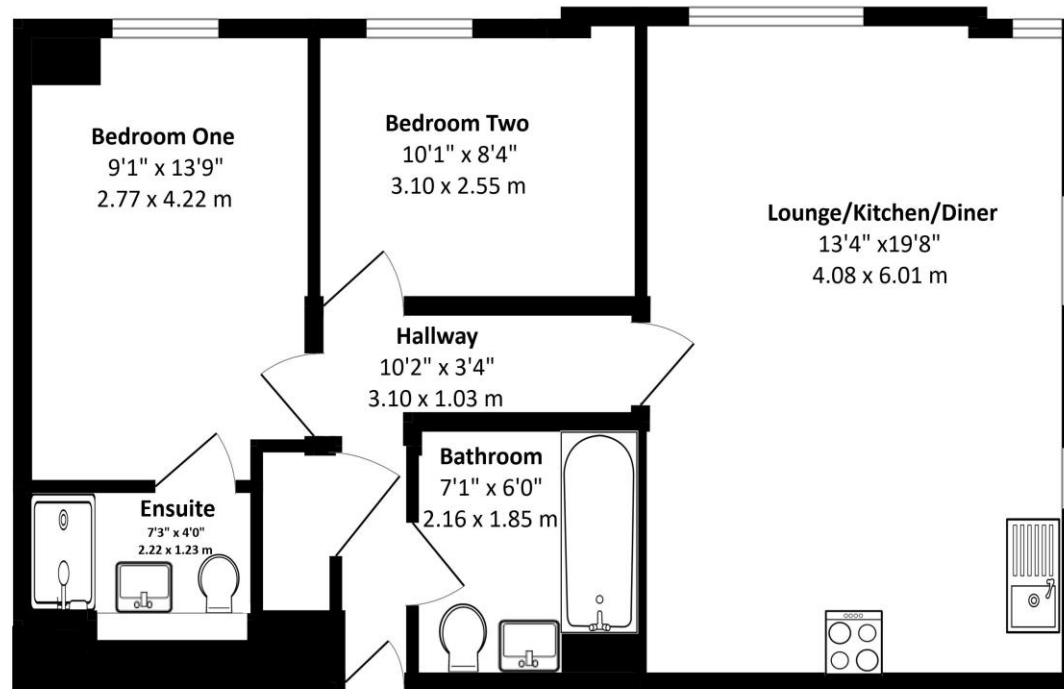 Bedroom One
9'1" x 13'9"
2.77 x 4.22 m
Bedroom Two
10'1" x 8'4"
3.10 x 2.55 m
Lounge/Kitchen/Diner
13'4" x19'8"
4.08 x 6.01 m
Hallway
10'2" x 3'4"
3.10 x 1.03 m
Bathroom
7'1" x 6'0"
2.16 x 1.85 m
Ensuite
7'3" x 4'0"
2.22 x 1.23 m